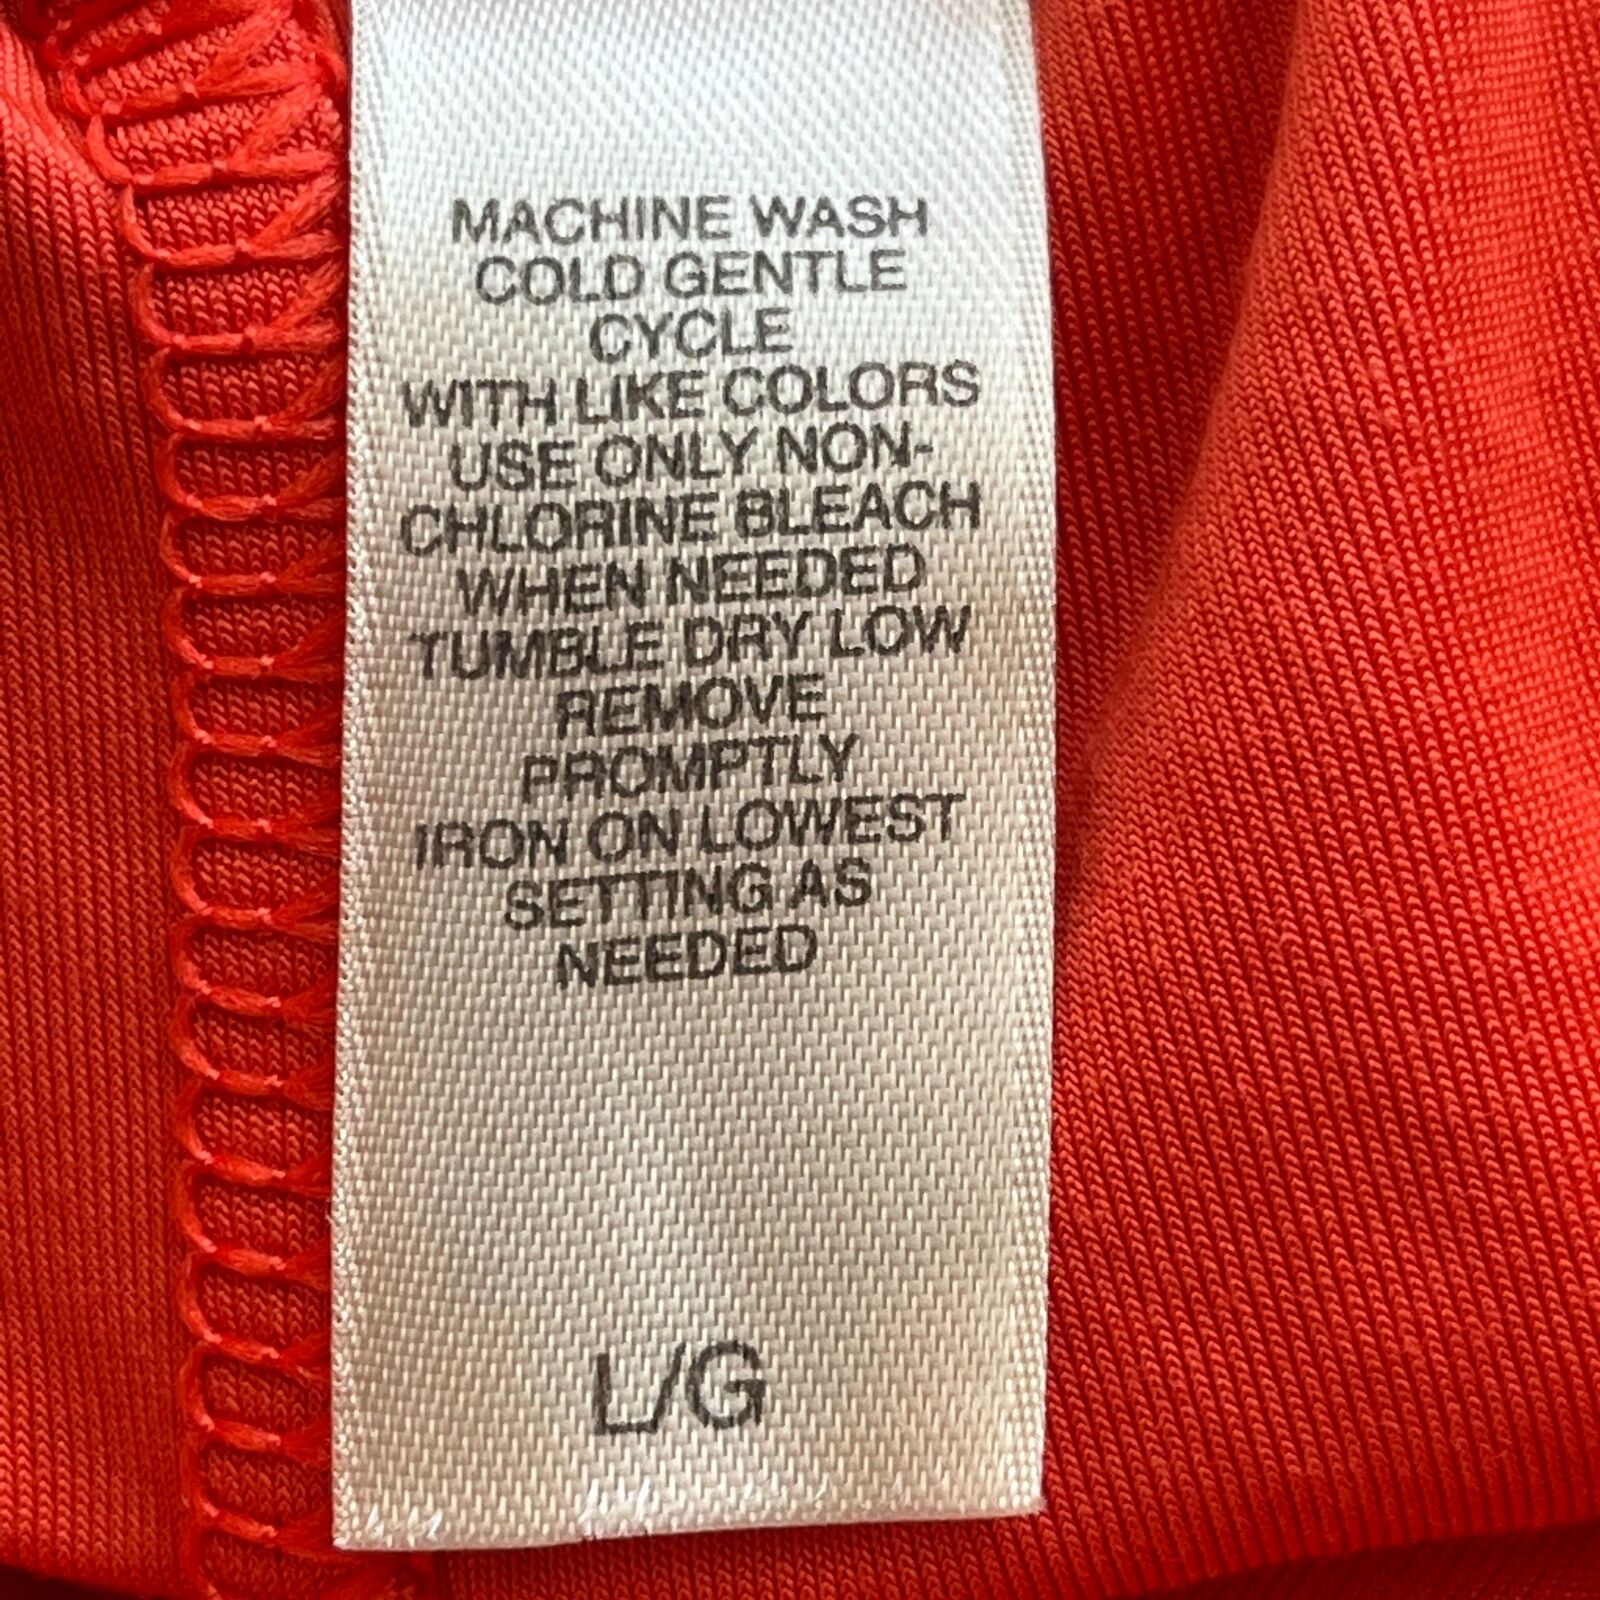 MACHINE WASH
COLD GENTLE
CYCLE
WITH LIKE COLORS
USE ONLY NON-
CHLORINE BLEACH
WHEN NEEDED
TUMBLE DRY LOW
REMOVE
PROMPTLY
IRON ON LOWEST
SETTING AS
NEEDED
L/G